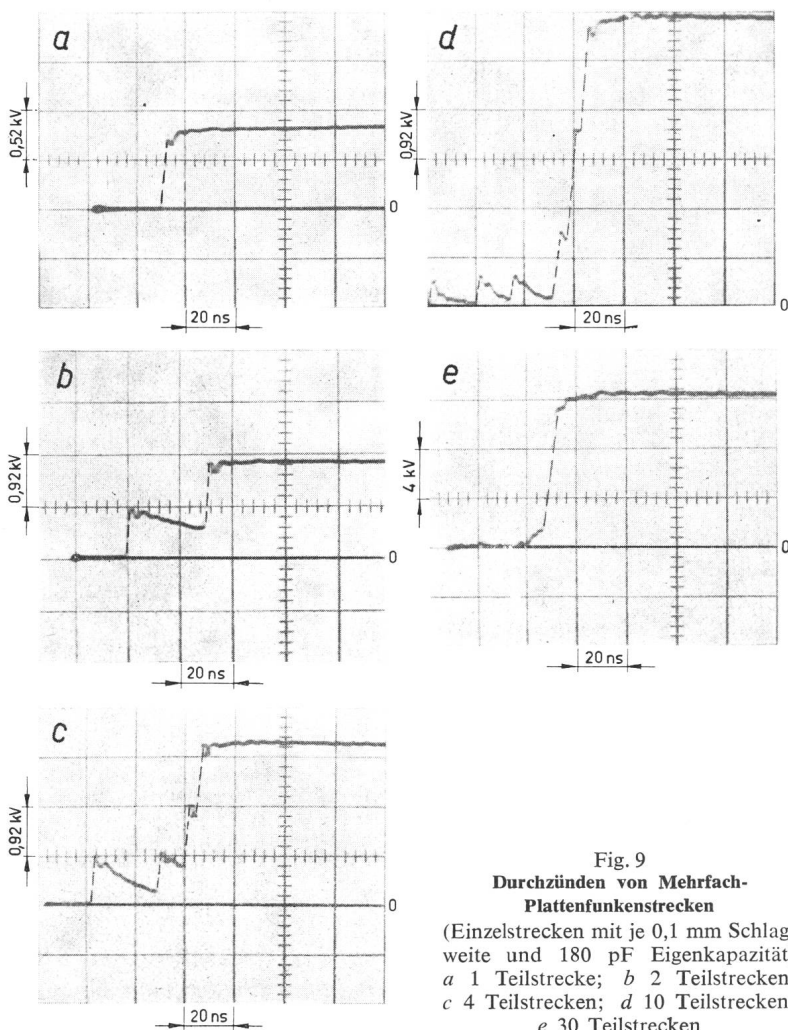 a
0,52 kV
0
20 ns
b
0,92 kV
0
20 ns
c
0,92 kV
0
20 ns
d
0,92 kV
0
20 ns
e
4 kV
0
20 ns
Fig. 9
Durchzünden von Mehrfach-
Plattenfunkenstrecken
(Einzelstrecken mit je 0,1 mm Schlag
weite und 180 pF Eigenkapazität
a 1 Teilstrecke; b 2 Teilstrecken
c 4 Teilstrecken; d 10 Teilstrecken
e 30 Teilstrecken